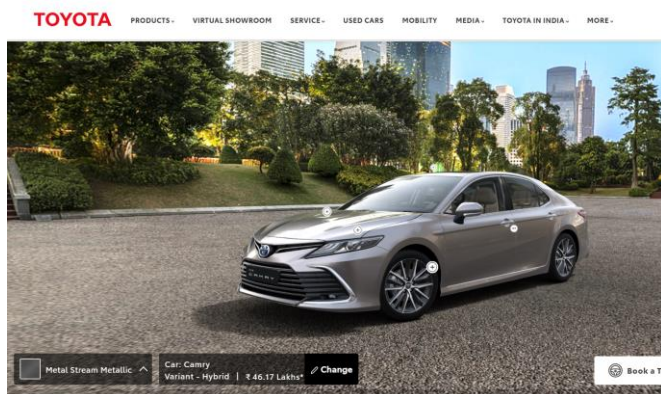 TOYOTA
PRODUCTS
VIRTUAL SHOWROOM
SERVICE
USED CARS
MOBILITY
MEDIA
TOYOTA IN INDIA
MORE
CAMRY
Metal Stream Metallic
Car: Camry
Variant - Hybrid | ₹ 46.17 Lakhs*
Change
Book a T